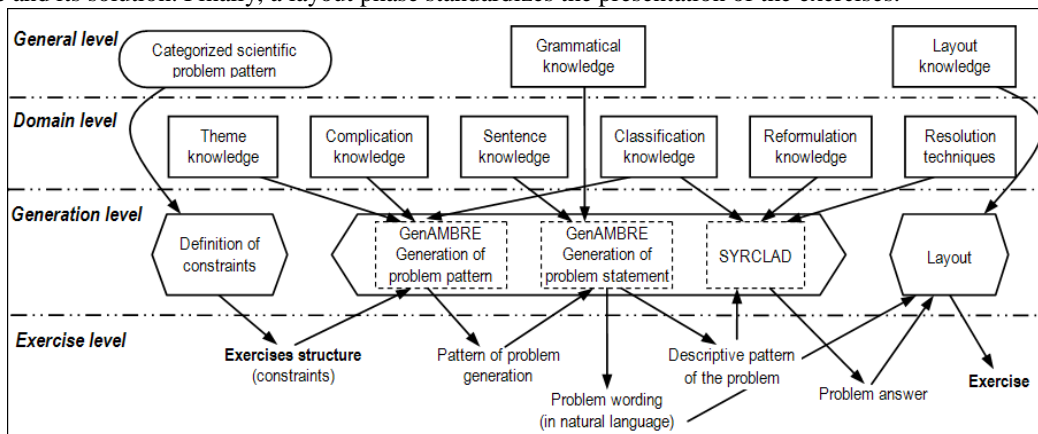 e and its solution. Finally, a layout phase standardizes the presentation of the exercises.
General level
Categorized scientific
problem pattern
Grammatical
knowledge
Layout
knowledge
Domain level
Theme
knowledge
Complication
knowledge
Sentence
knowledge
Classification
knowledge
Reformulation
knowledge
Resolution
techniques
Generation level
Definition of
constraints
GenAMBRE
Generation of
problem pattern
GenAMBRE
Generation of
problem statement
SYRCLAD
Layout
Exercise level
Exercises structure
(constraints)
Pattern of problem
generation
Problem wording
(in natural language)
Descriptive pattern
of the problem
Problem answer
Exercise